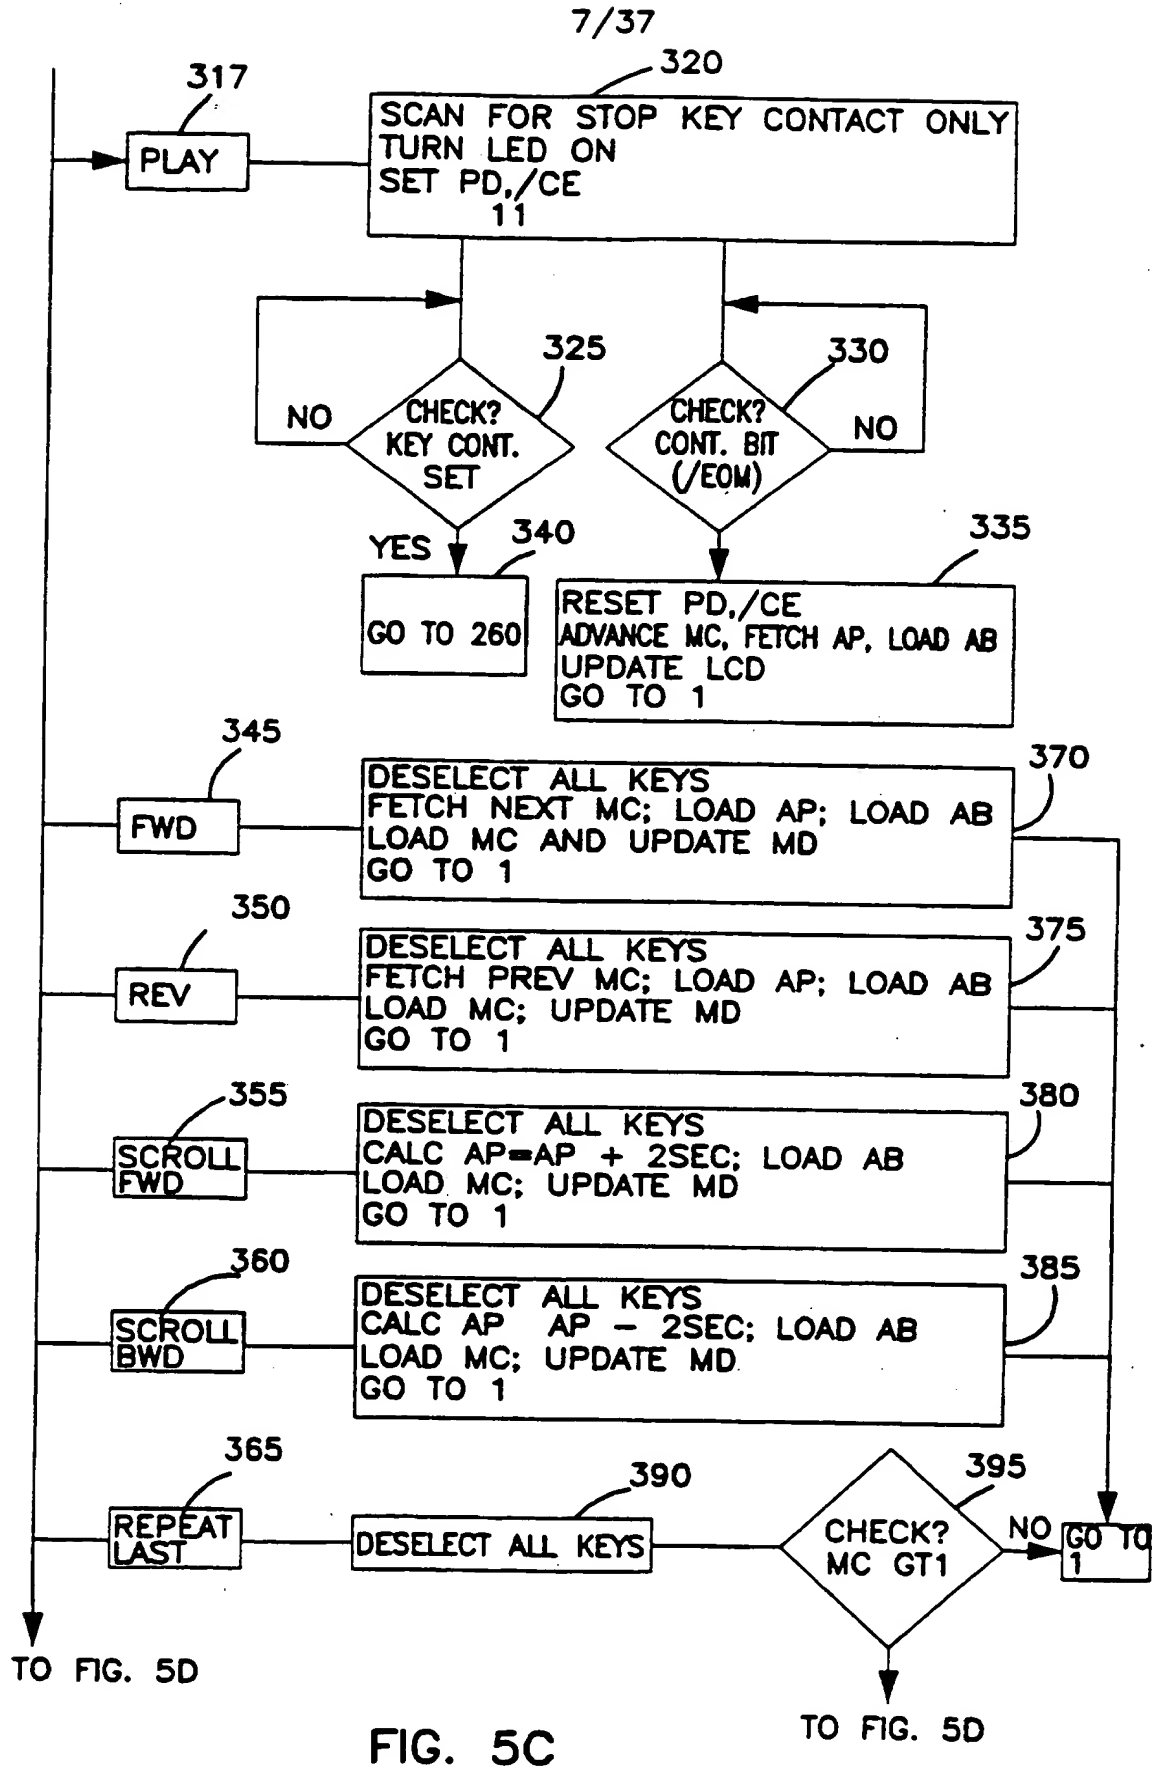 7/37
317
320
PLAY
SCAN FOR STOP KEY CONTACT ONLY
TURN LED ON
SET PD,/CE
11
325
330
NO
CHECK?
KEY CONT.
SET
CHECK?
CONT. BIT
(/EOM)
NO
YES
340
335
GO TO 260
RESET PD,/CE
ADVANCE MC, FETCH AP, LOAD AB
UPDATE LCD
GO TO 1
345
370
FWD
DESELECT ALL KEYS
FETCH NEXT MC; LOAD AP; LOAD AB
LOAD MC AND UPDATE MD
GO TO 1
350
375
REV
DESELECT ALL KEYS
FETCH PREV MC; LOAD AP; LOAD AB
LOAD MC; UPDATE MD
GO TO 1
355
380
SCROLL
FWD
DESELECT ALL KEYS
CALC AP=AP + 2SEC; LOAD AB
LOAD MC; UPDATE MD
GO TO 1
360
385
SCROLL
BWD
DESELECT ALL KEYS
CALC AP AP - 2SEC; LOAD AB
LOAD MC; UPDATE MD
GO TO 1
365
390
395
REPEAT
LAST
DESELECT ALL KEYS
CHECK?
MC GT1
NO
GO TO
1
TO FIG. 5D
TO FIG. 5D
FIG. 5C